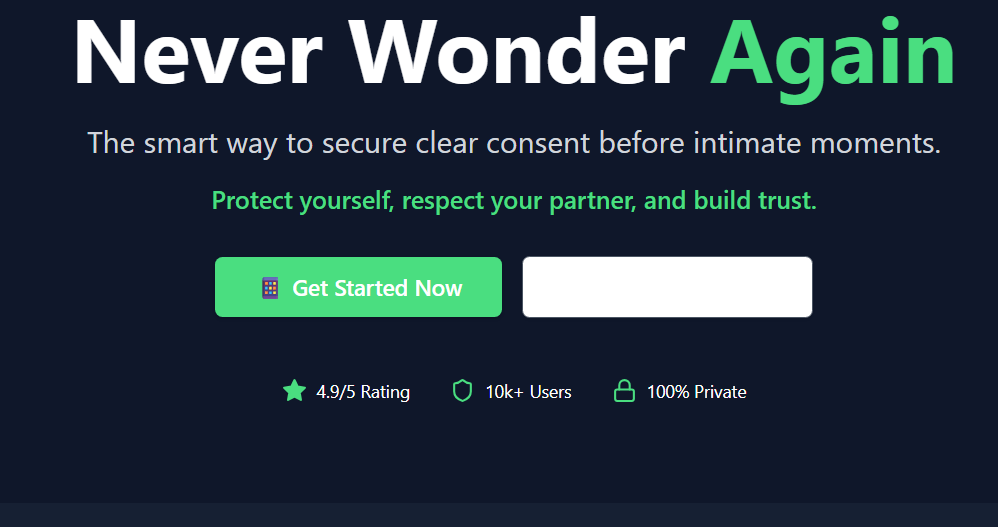 Never Wonder Again
The smart way to secure clear consent before intimate moments.
Protect yourself, respect your partner, and build trust.
Get Started Now
4.9/5 Rating
10k+ Users
100% Private